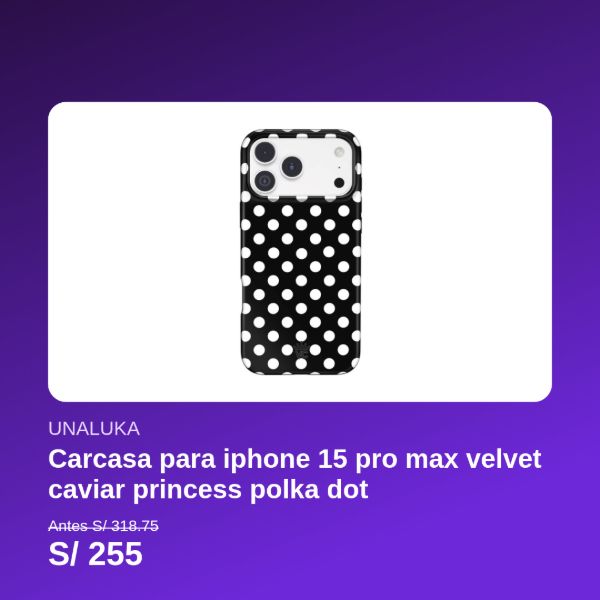 UNALUKA
Carcasa para iphone 15 pro max velvet
caviar princess polka dot
Antes S/ 318.75
S/ 255